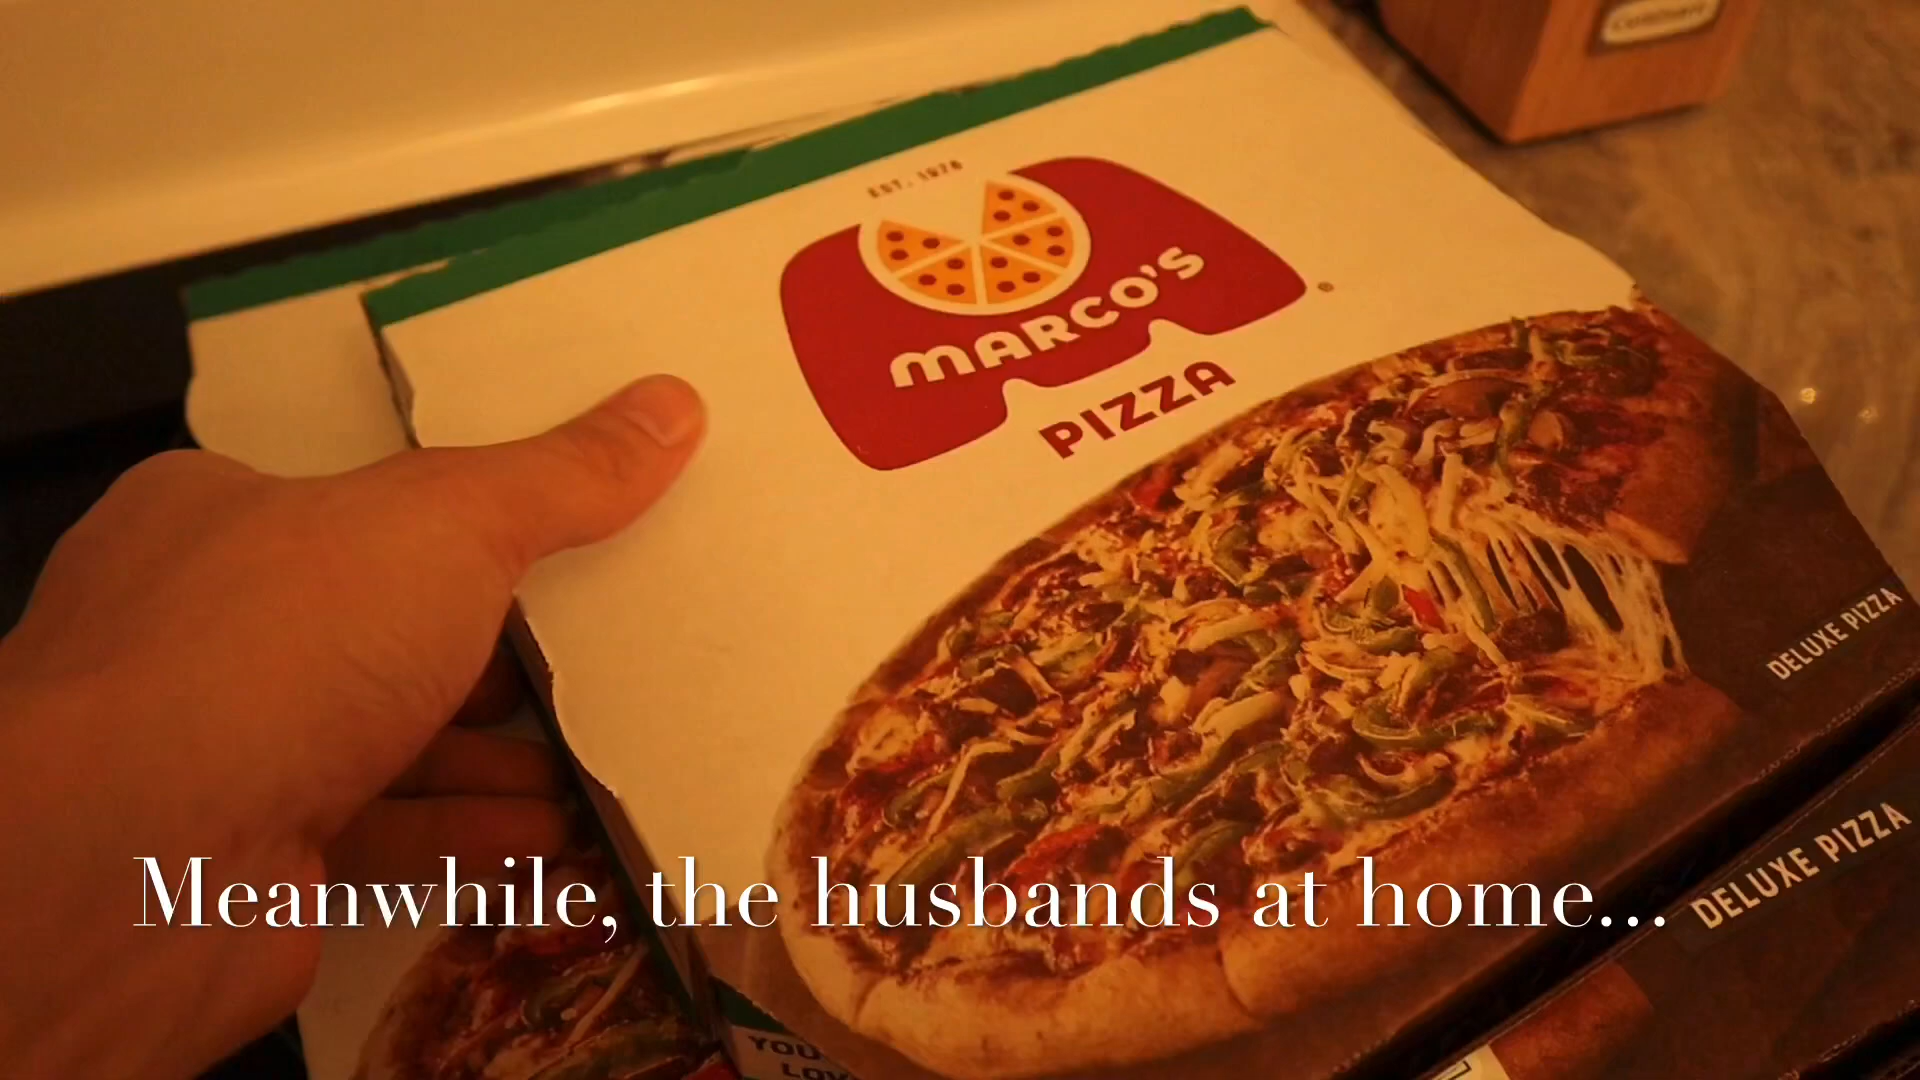 EST. 1978
MARCO'S
PIZZA
DELUXE PIZZA
DELUXE PIZZA
Meanwhile, the husbands at home...